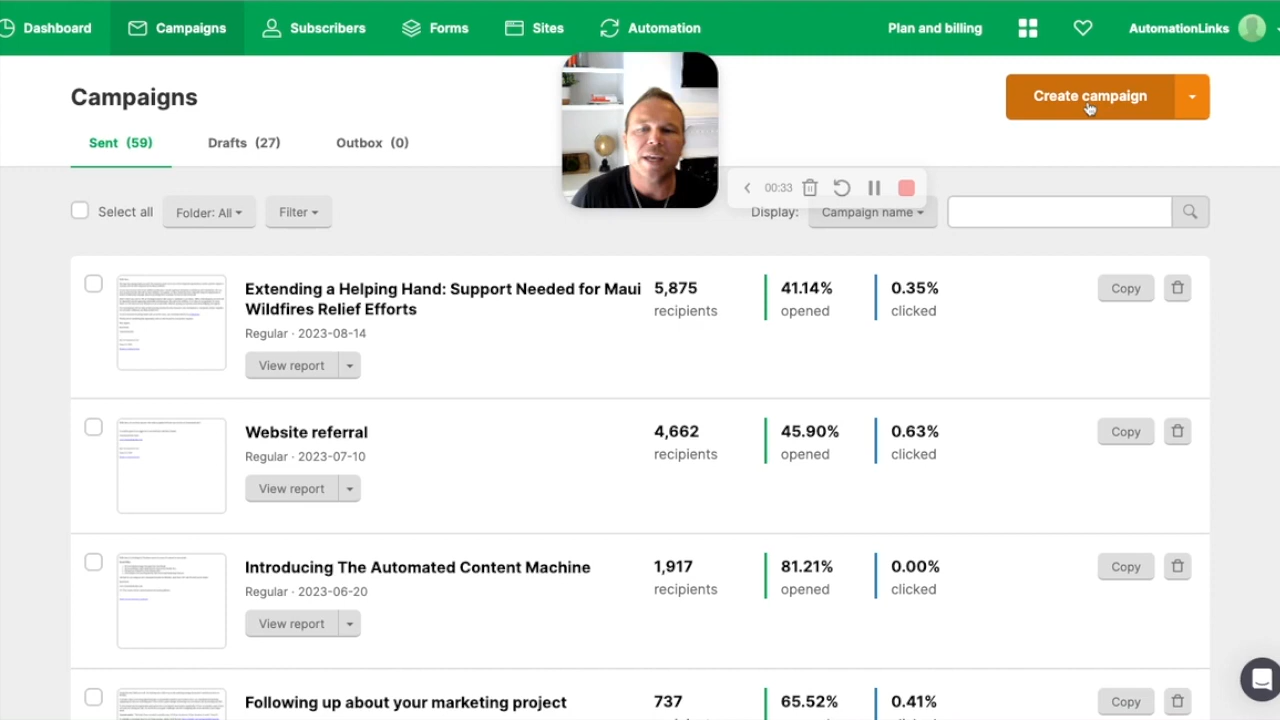 Dashboard Campaigns Subscribers Forms Sites Automation Plan and billing AutomationLinks
Campaigns
Create campaign
Sent (59) Drafts (27) Outbox (0)
00:33
Select all Folder: All Filter Display: Campaign name
Extending a Helping Hand: Support Needed for Maui 5,875 41.14% 0.35% Copy
Wildfires Relief Efforts recipients opened clicked
Regular · 2023-08-14
View report
Website referral 4,662 45.90% 0.63% Copy
Regular · 2023-07-10 recipients opened clicked
View report
Introducing The Automated Content Machine 1,917 81.21% 0.00% Copy
Regular · 2023-06-20 recipients opened clicked
View report
Following up about your marketing project 737 65.52% 0.41% Copy